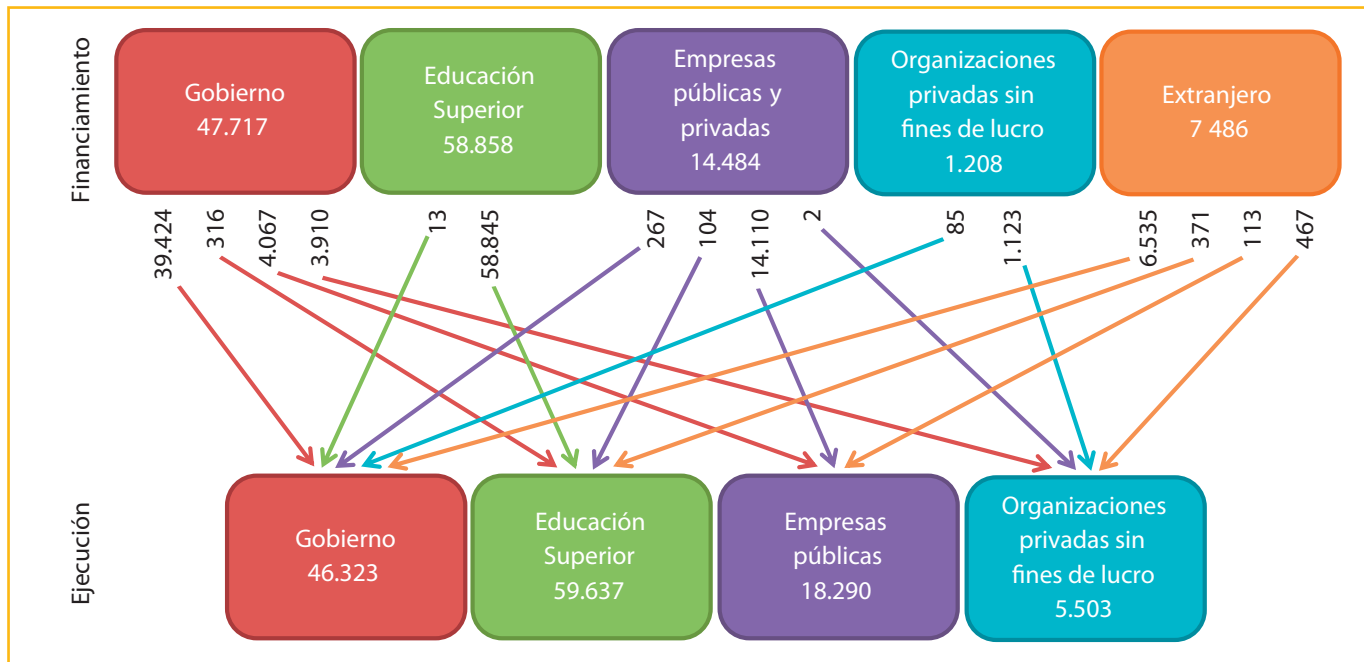 Financiamiento
Gobierno
47.717
Educación
Superior
58.858
Empresas
públicas y
privadas
14.484
Organizaciones
privadas sin
fines de lucro
1.208
Extranjero
7 486
39.424
316
4.067
3.910
13
58.845
267
104
14.110
2
85
1.123
6.535
371
113
467
Ejecución
Gobierno
46.323
Educación
Superior
59.637
Empresas
públicas
18.290
Organizaciones
privadas sin
fines de lucro
5.503